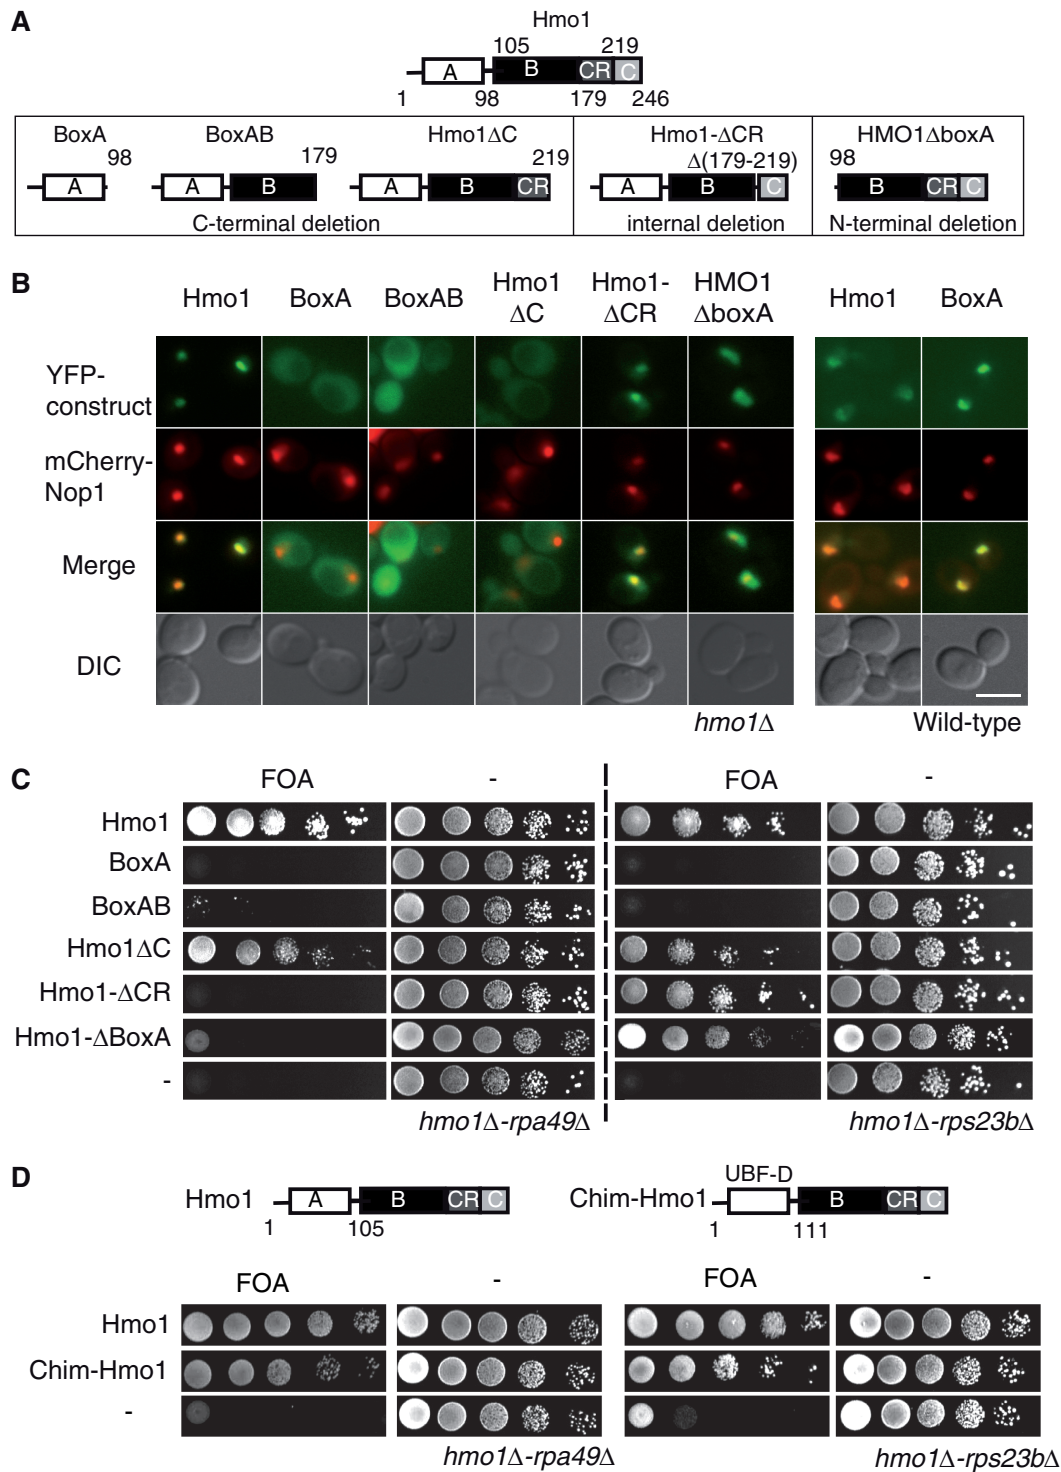 A
Hmo1
105 219
A B CR C
1 98 179 246
BoxA BoxAB Hmo1ΔC Hmo1-ΔCR HMO1ΔboxA
98 179 219 Δ(179-219) 98
A A B A B CR A B C B CR C
C-terminal deletion internal deletion N-terminal deletion
B
Hmo1 BoxA BoxAB Hmo1 ΔC Hmo1-ΔCR HMO1 ΔboxA Hmo1 BoxA
YFP-
construct
mCherry-
Nop1
Merge
DIC
hmo1Δ Wild-type
C
FOA - FOA -
Hmo1
BoxA
BoxAB
Hmo1ΔC
Hmo1-ΔCR
Hmo1-ΔBoxA
-
hmo1Δ-rpa49Δ hmo1Δ-rps23bΔ
D
UBF-D
Hmo1 A B CR C Chim-Hmo1 B CR C
1 105 1 111
FOA - FOA -
Hmo1
Chim-Hmo1
-
hmo1Δ-rpa49Δ hmo1Δ-rps23bΔ